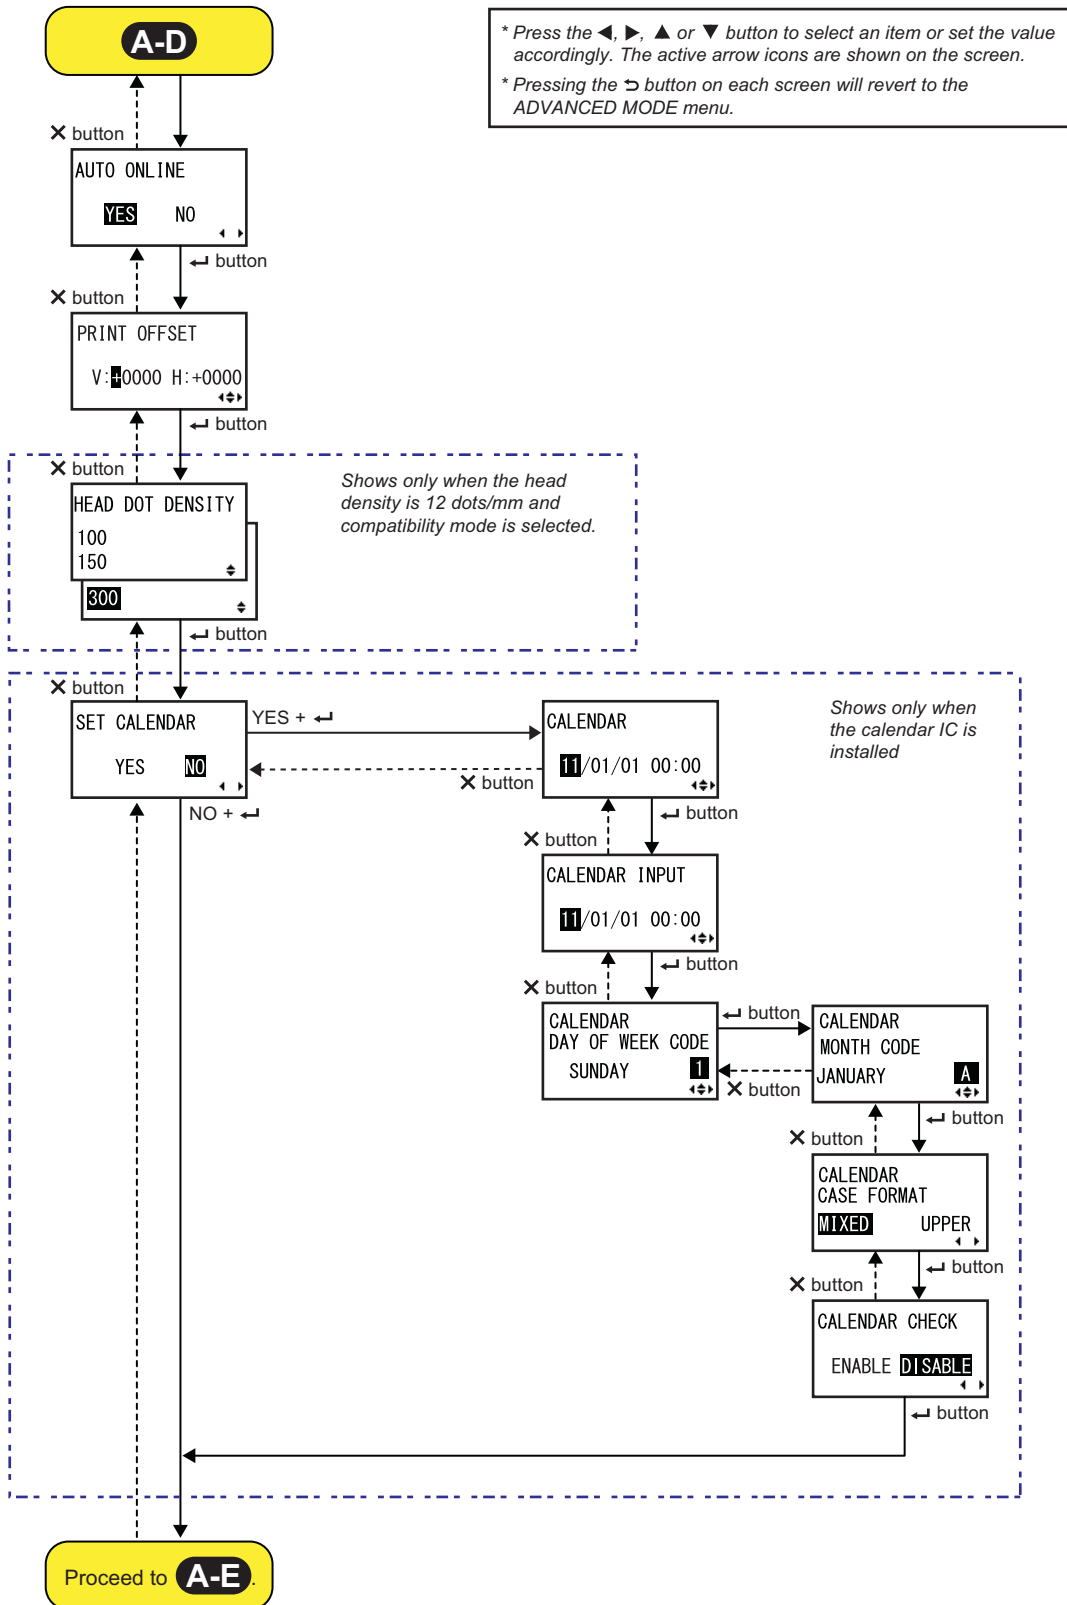 A-D
* Press the ◀, ▶, ▲ or ▼ button to select an item or set the value
accordingly. The active arrow icons are shown on the screen.
* Pressing the ⮌ button on each screen will revert to the
ADVANCED MODE menu.
✕ button
AUTO ONLINE
YES NO
↵ button
✕ button
PRINT OFFSET
V:+0000 H:+0000
↵ button
✕ button
HEAD DOT DENSITY
100
150
300
Shows only when the head
density is 12 dots/mm and
compatibility mode is selected.
↵ button
✕ button
SET CALENDAR
YES NO
YES + ↵
✕ button
NO + ↵
CALENDAR
11/01/01 00:00
Shows only when
the calendar IC is
installed
↵ button
✕ button
CALENDAR INPUT
11/01/01 00:00
↵ button
✕ button
CALENDAR
DAY OF WEEK CODE
SUNDAY 1
↵ button
✕ button
CALENDAR
MONTH CODE
JANUARY A
↵ button
✕ button
CALENDAR
CASE FORMAT
MIXED UPPER
↵ button
✕ button
CALENDAR CHECK
ENABLE DISABLE
↵ button
Proceed to A-E.